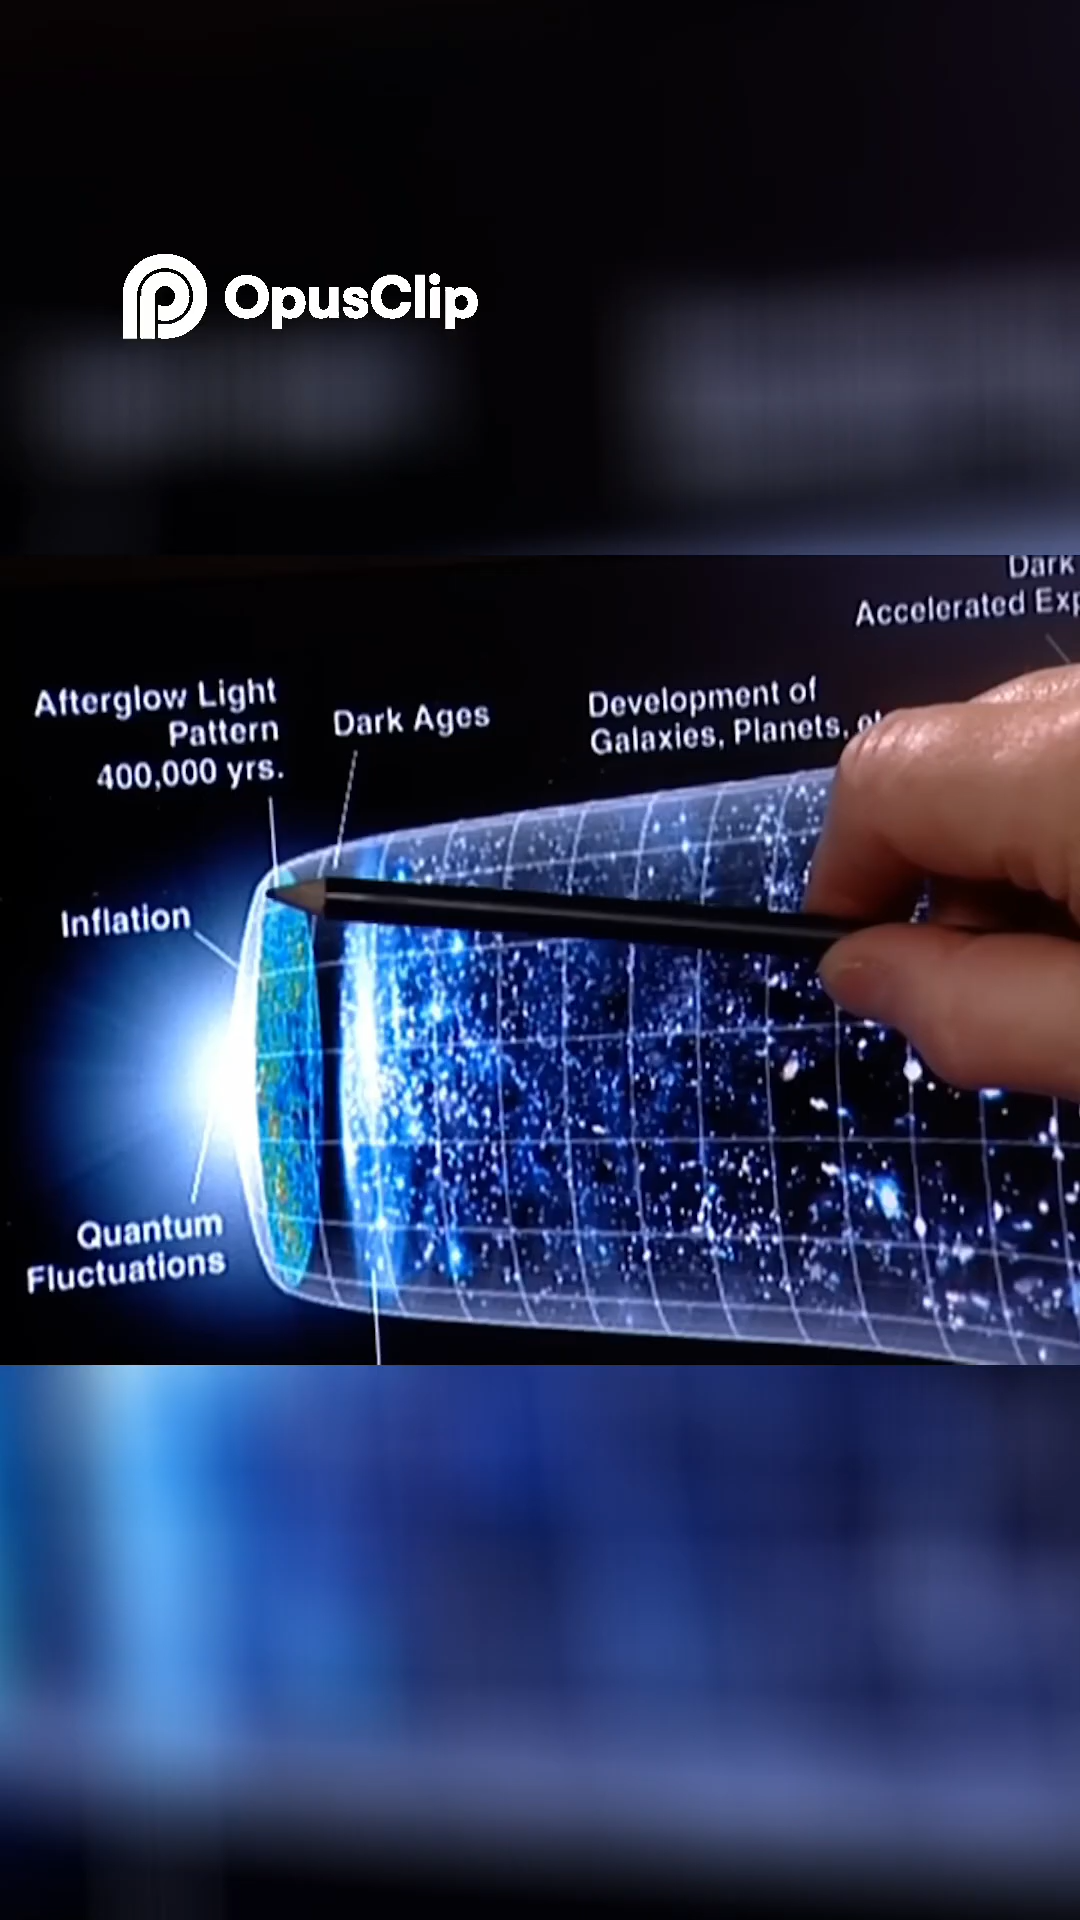 OpusClip
Dark
Accelerated Exp
Afterglow Light
Pattern
400,000 yrs.
Dark Ages
Development of
Galaxies, Planets,
Inflation
Quantum
Fluctuations